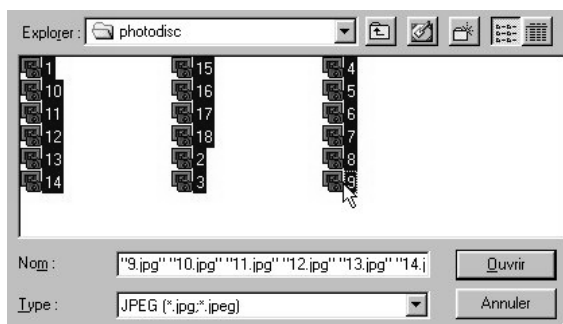 Explorer : photodisc
1 15 4
10 16 5
11 17 6
12 18 7
13 2 8
14 3 9
Nom : "9.jpg" "10.jpg" "11.jpg" "12.jpg" "13.jpg" "14.j Ouvrir
Type : JPEG (*.jpg;*.jpeg) Annuler